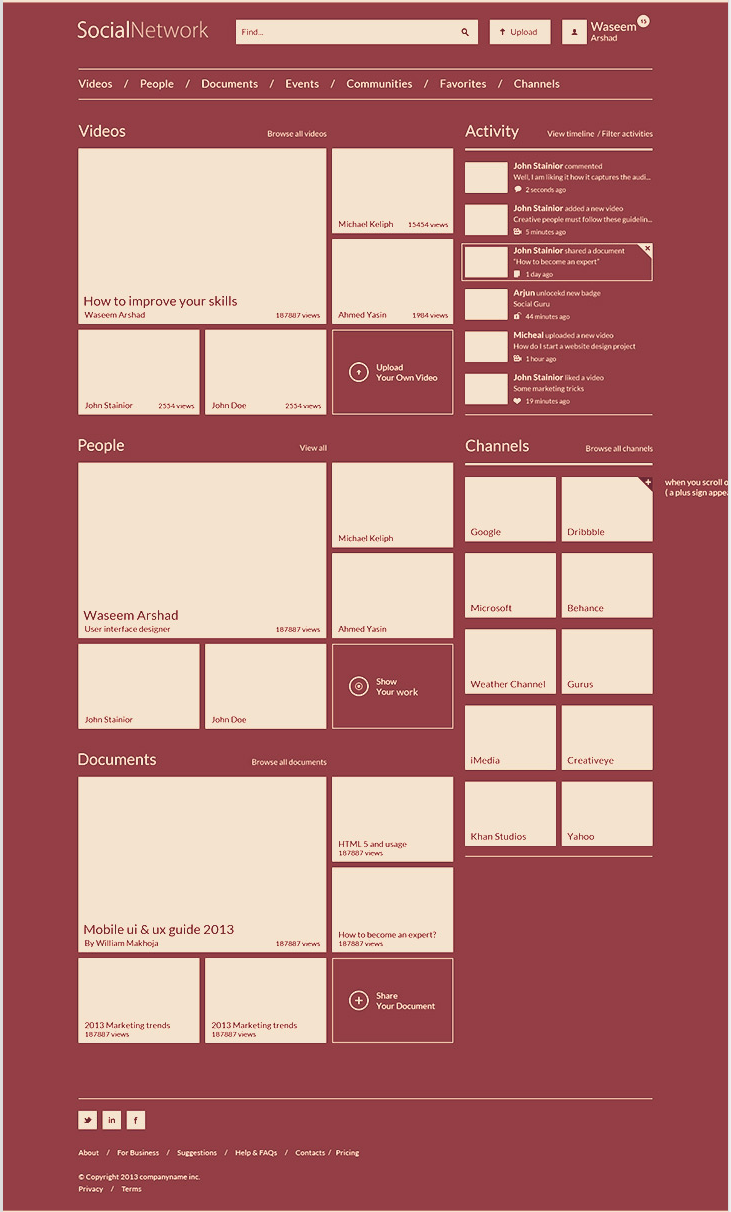 SocialNetwork
Find...
Upload
Waseem
Arshad
15
Videos / People / Documents / Events / Communities / Favorites / Channels
Videos
Browse all videos
How to improve your skills
Waseem Arshad 187887 views
Michael Keliph 15454 views
Ahmed Yasin 1984 views
John Stainior 2554 views
John Doe 2554 views
Upload
Your Own Video
Activity
View timeline / Filter activities
John Stainior commented
Well, I am liking it how it captures the audi...
2 seconds ago
John Stainior added a new video
Creative people must follow these guidelin...
5 minutes ago
John Stainior shared a document
"How to become an expert"
1 day ago
Arjun unlocekd new badge
Social Guru
44 minutes ago
Micheal uploaded a new video
How do I start a website design project
1 hour ago
John Stainior liked a video
Some marketing tricks
19 minutes ago
People
View all
Waseem Arshad
User interface designer 187887 views
Michael Keliph
Ahmed Yasin
John Stainior
John Doe
Show
Your work
Channels
Browse all channels
when you scroll o
( a plus sign appea
Google
Dribbble
Microsoft
Behance
Weather Channel
Gurus
iMedia
Creativeye
Khan Studios
Yahoo
Documents
Browse all documents
Mobile ui & ux guide 2013
By William Makhoja 187887 views
HTML 5 and usage
187887 views
How to become an expert?
187887 views
2013 Marketing trends
187887 views
2013 Marketing trends
187887 views
Share
Your Document
in
f
About / For Business / Suggestions / Help & FAQs / Contacts / Pricing
© Copyright 2013 companyname inc.
Privacy / Terms